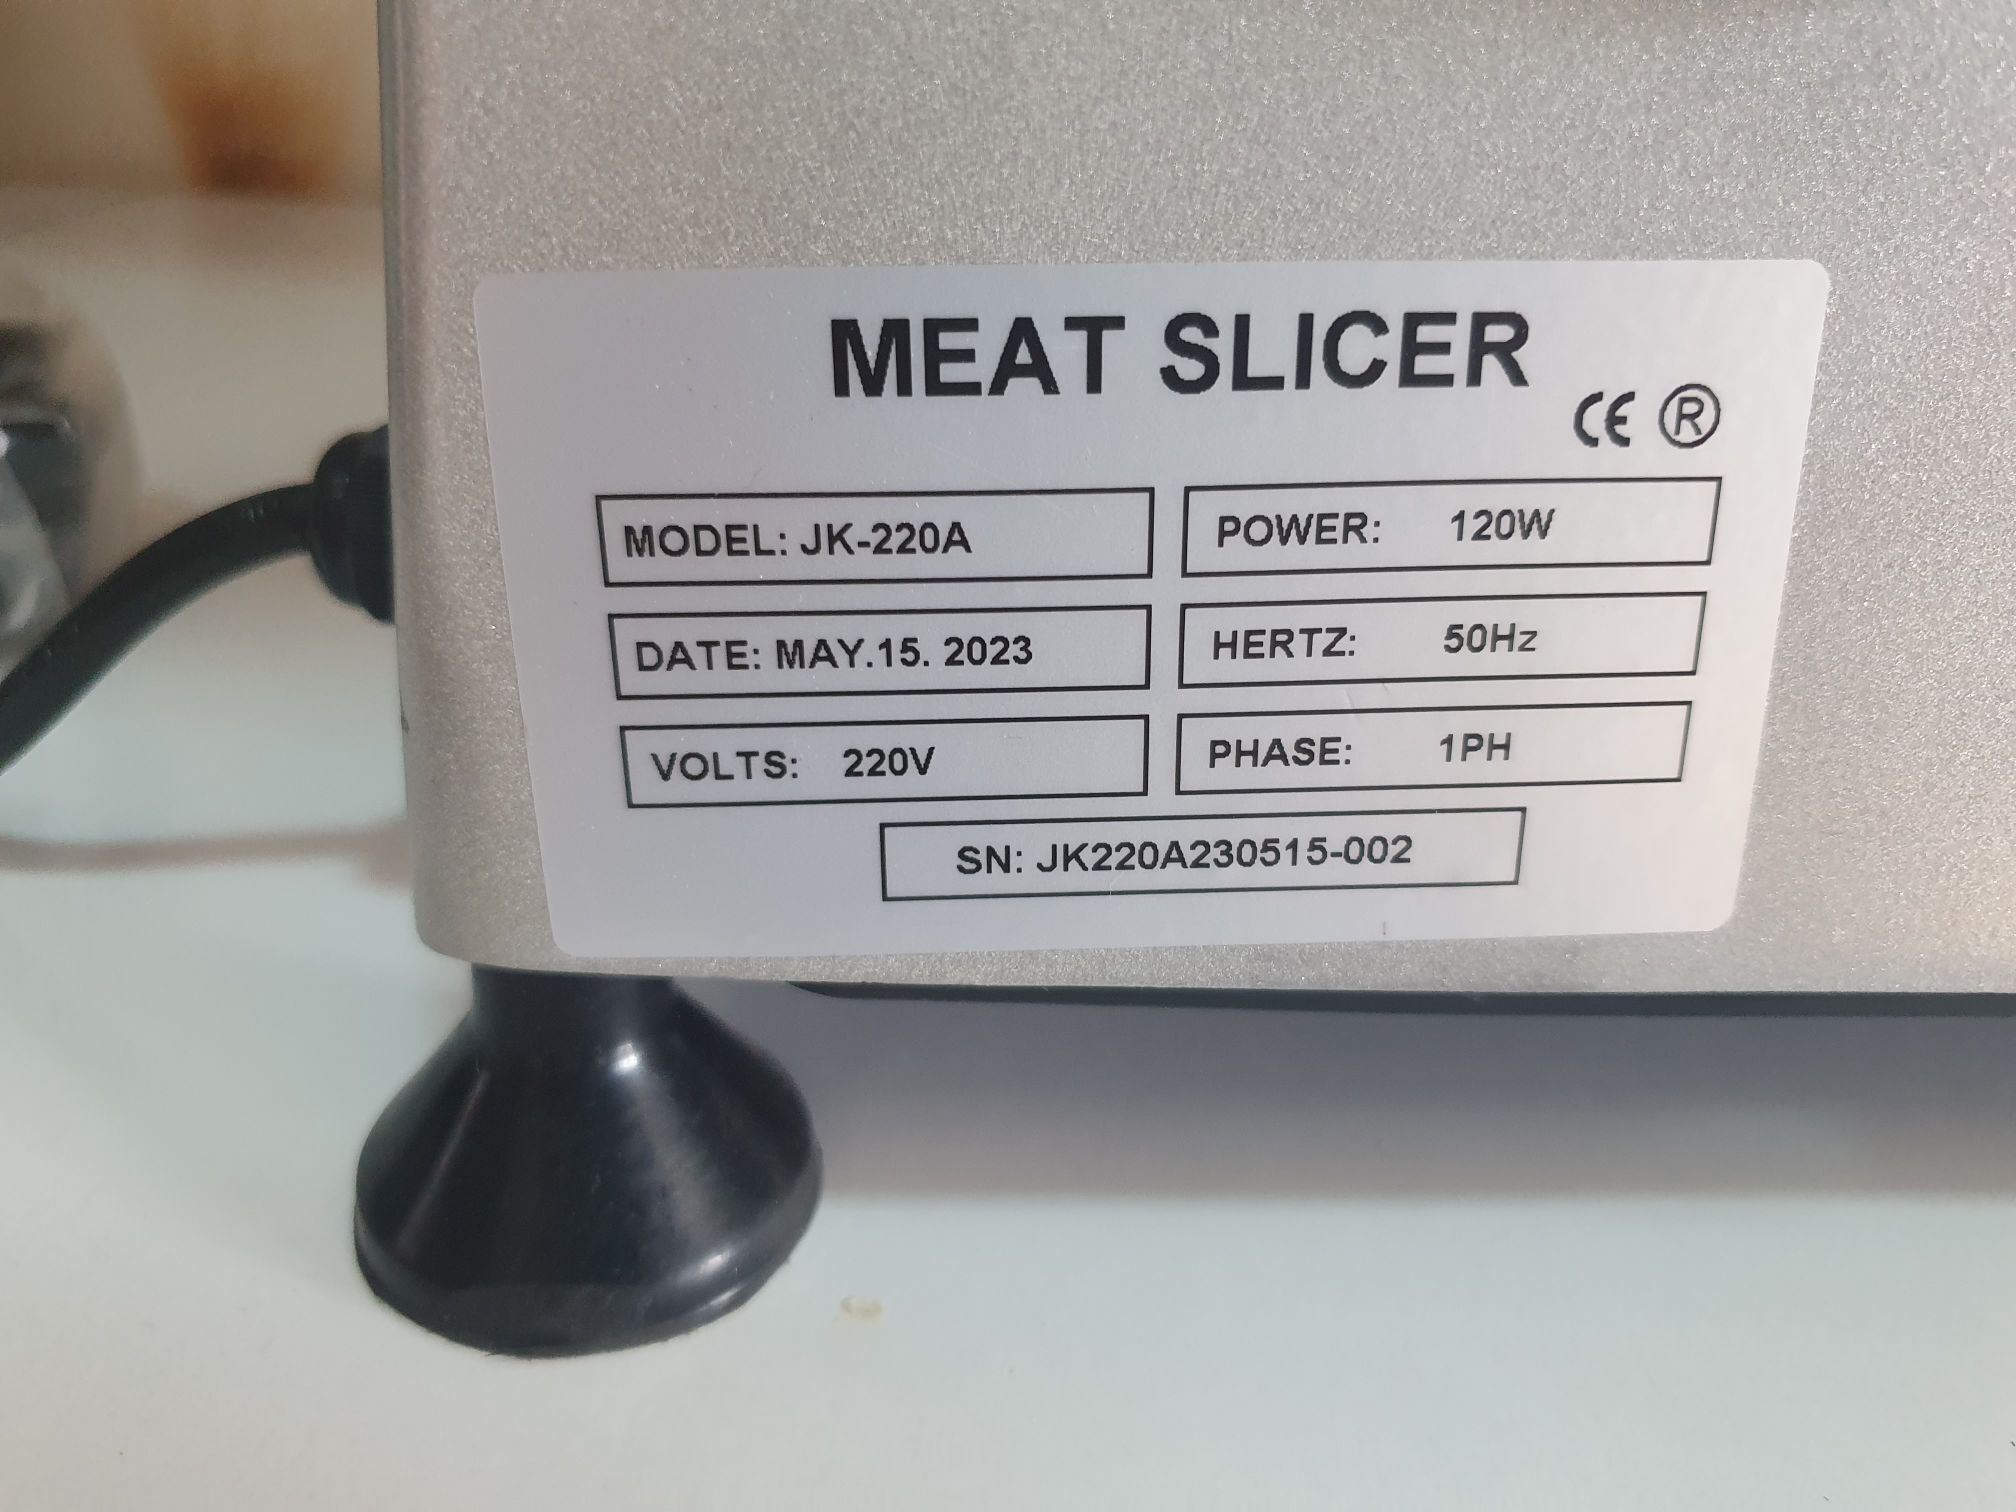 MEAT SLICER
CE ®
MODEL: JK-220A
POWER: 120W
DATE: MAY.15. 2023
HERTZ: 50Hz
VOLTS: 220V
PHASE: 1PH
SN: JK220A230515-002